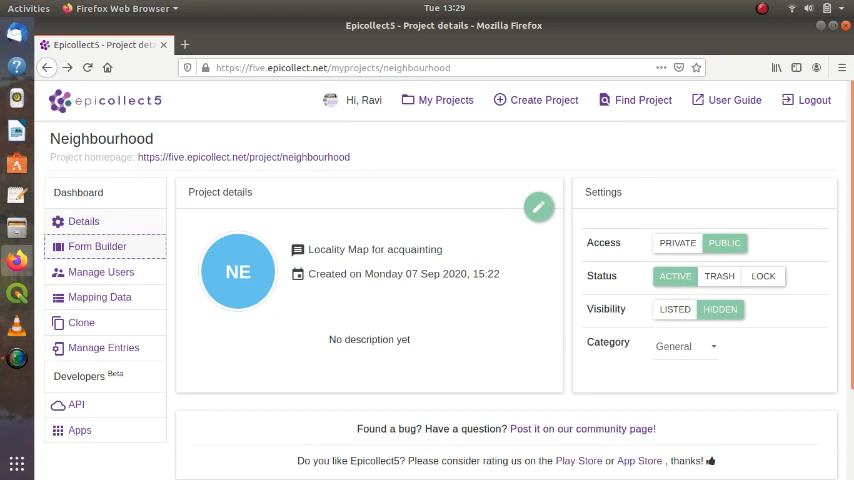 Activities Firefox Web Browser Tue 13:29
Epicollect5 - Project details - Mozilla Firefox
Epicollect5 - Project deta
https://five.epicollect.net/myprojects/neighbourhood
epicollect5 Hi, Ravi My Projects Create Project Find Project User Guide Logout
Neighbourhood
Project homepage: https://five.epicollect.net/project/neighbourhood
Dashboard
Details
Form Builder
Manage Users
Mapping Data
Clone
Manage Entries
Developers Beta
API
Apps
Project details
NE
Locality Map for acquainting
Created on Monday 07 Sep 2020, 15:22
No description yet
Settings
Access PRIVATE PUBLIC
Status ACTIVE TRASH LOCK
Visibility LISTED HIDDEN
Category General
Found a bug? Have a question? Post it on our community page!
Do you like Epicollect5? Please consider rating us on the Play Store or App Store , thanks!